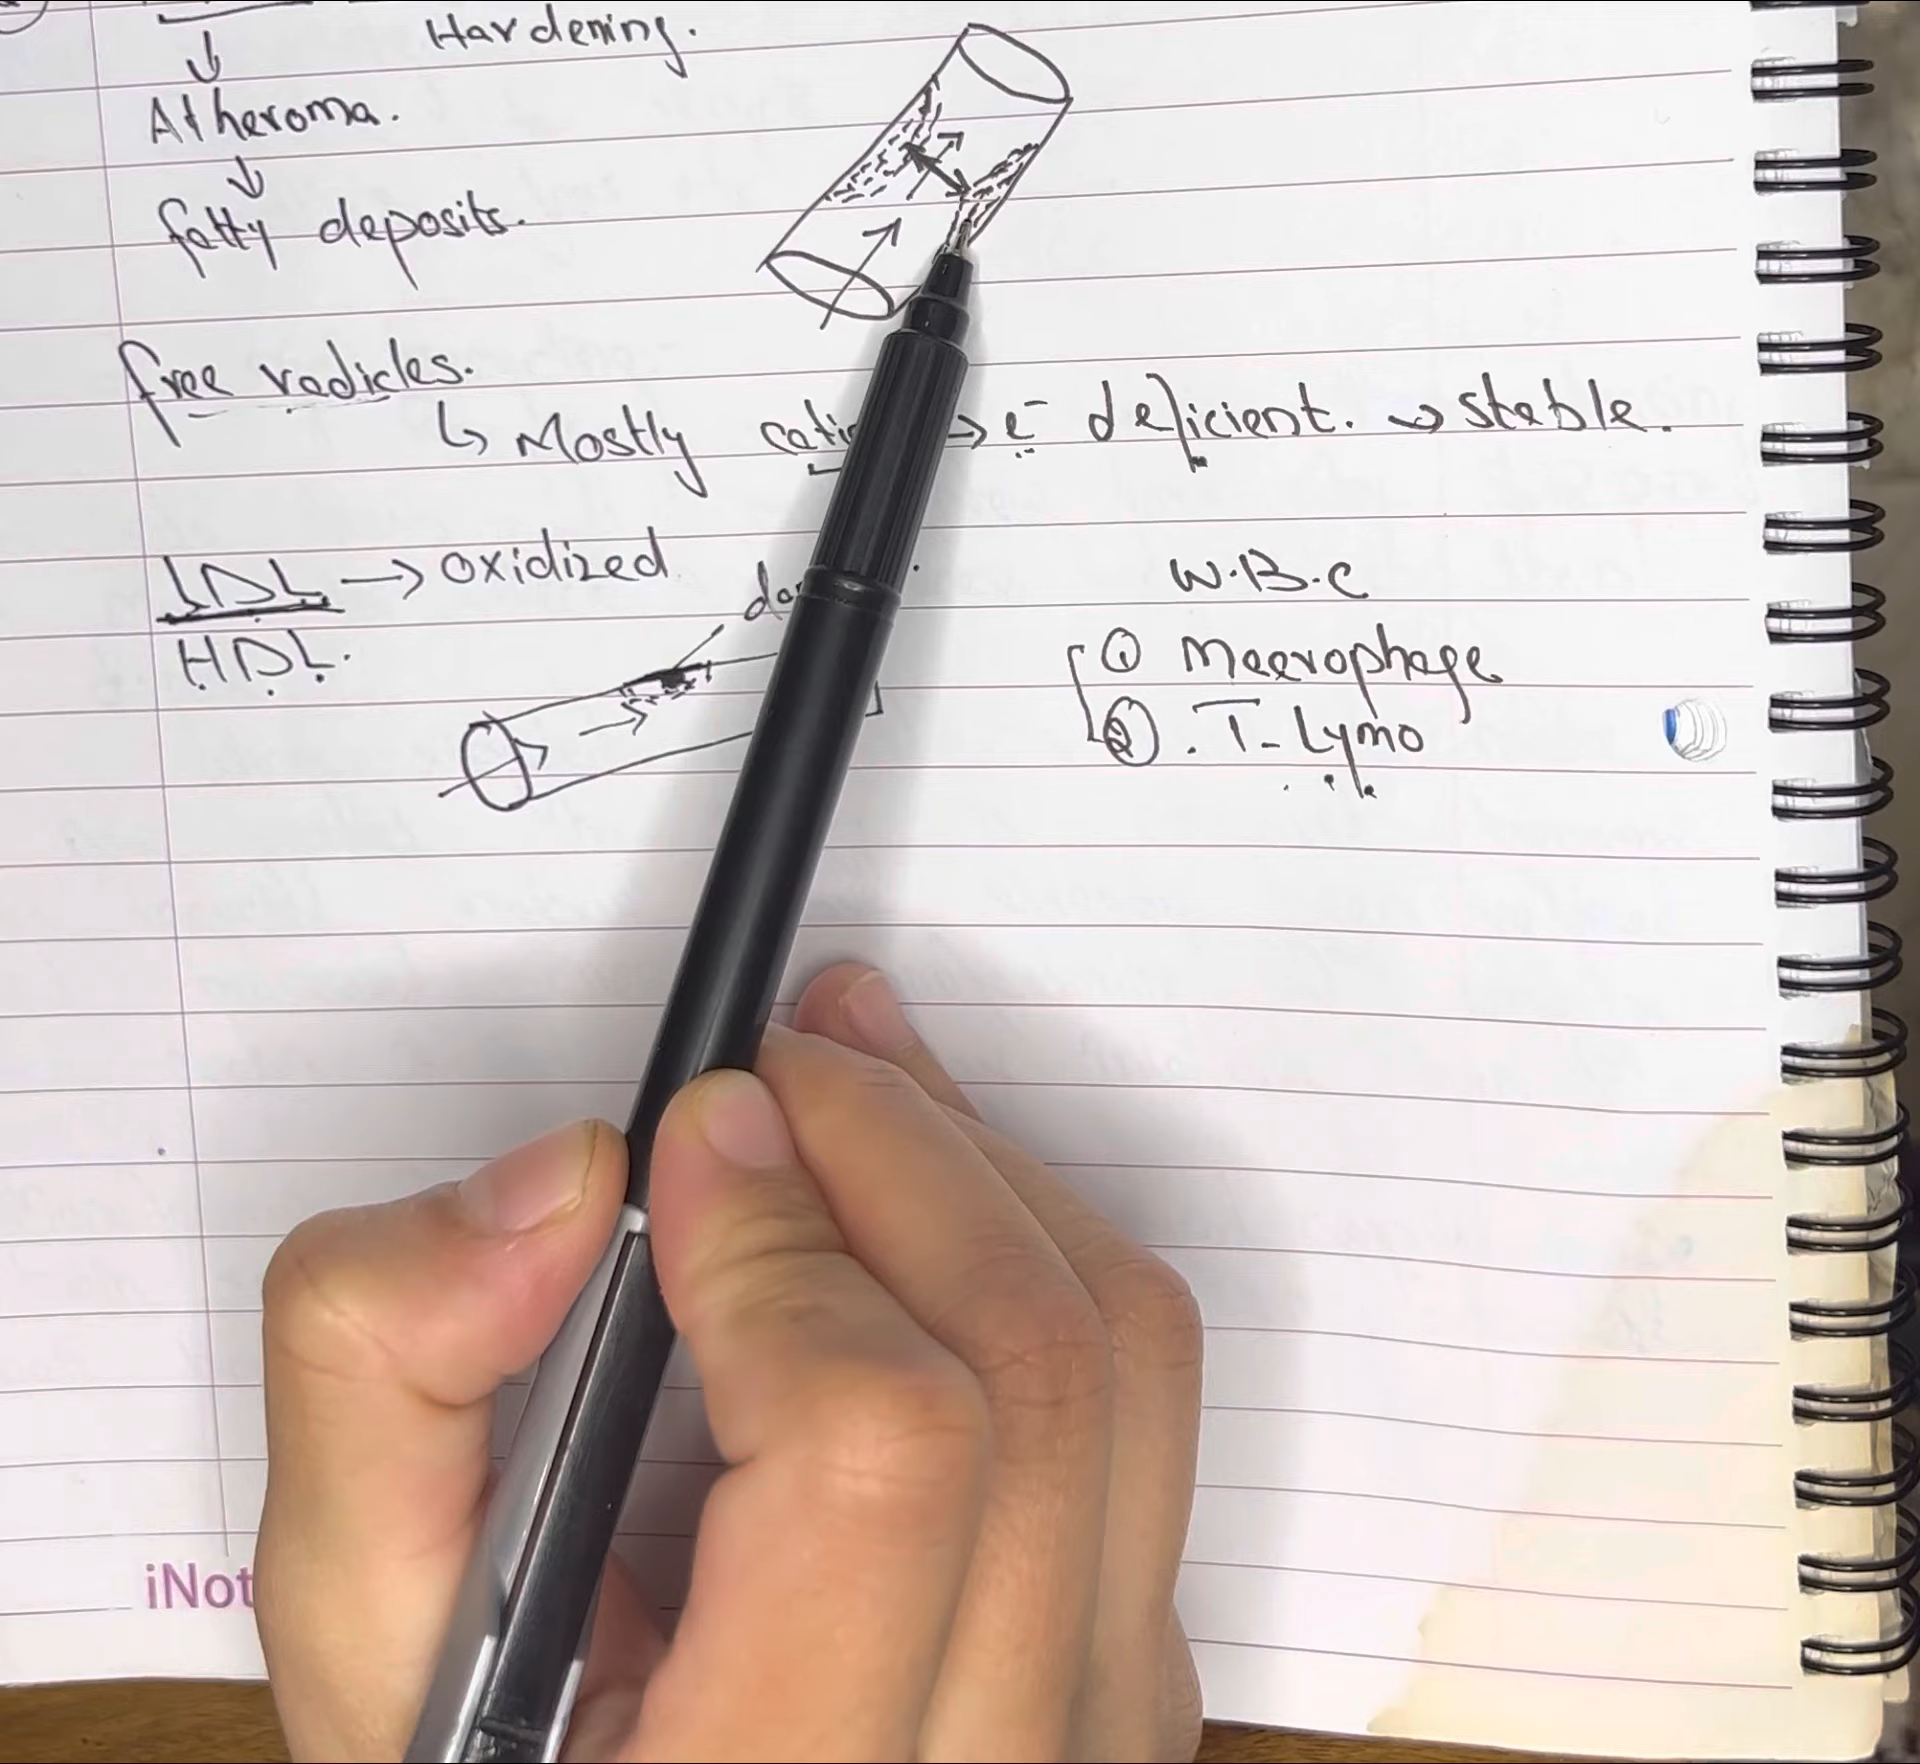 Hardening.
Atheroma.
fatty deposits.
free radicles.
↳ Mostly → e⁻ deficient. → stable.
LDL → oxidized
W.B.C
HDL.
① Macrophage
② . T-Lymo
iNot